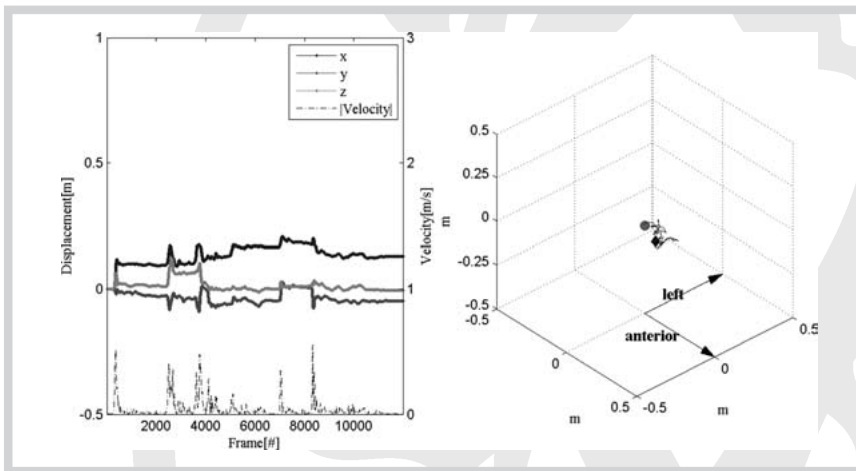 1
0.5
0
-0.5
Displacement[m]
2000 4000 6000 8000 10000
Frame[#]
3
2
1
0
Velocity[m/s]
x
y
z
|Velocity|
0.5
0.25
0
-0.25
-0.5
m
-0.5
0
0.5
m
-0.5
0
0.5
m
left
anterior